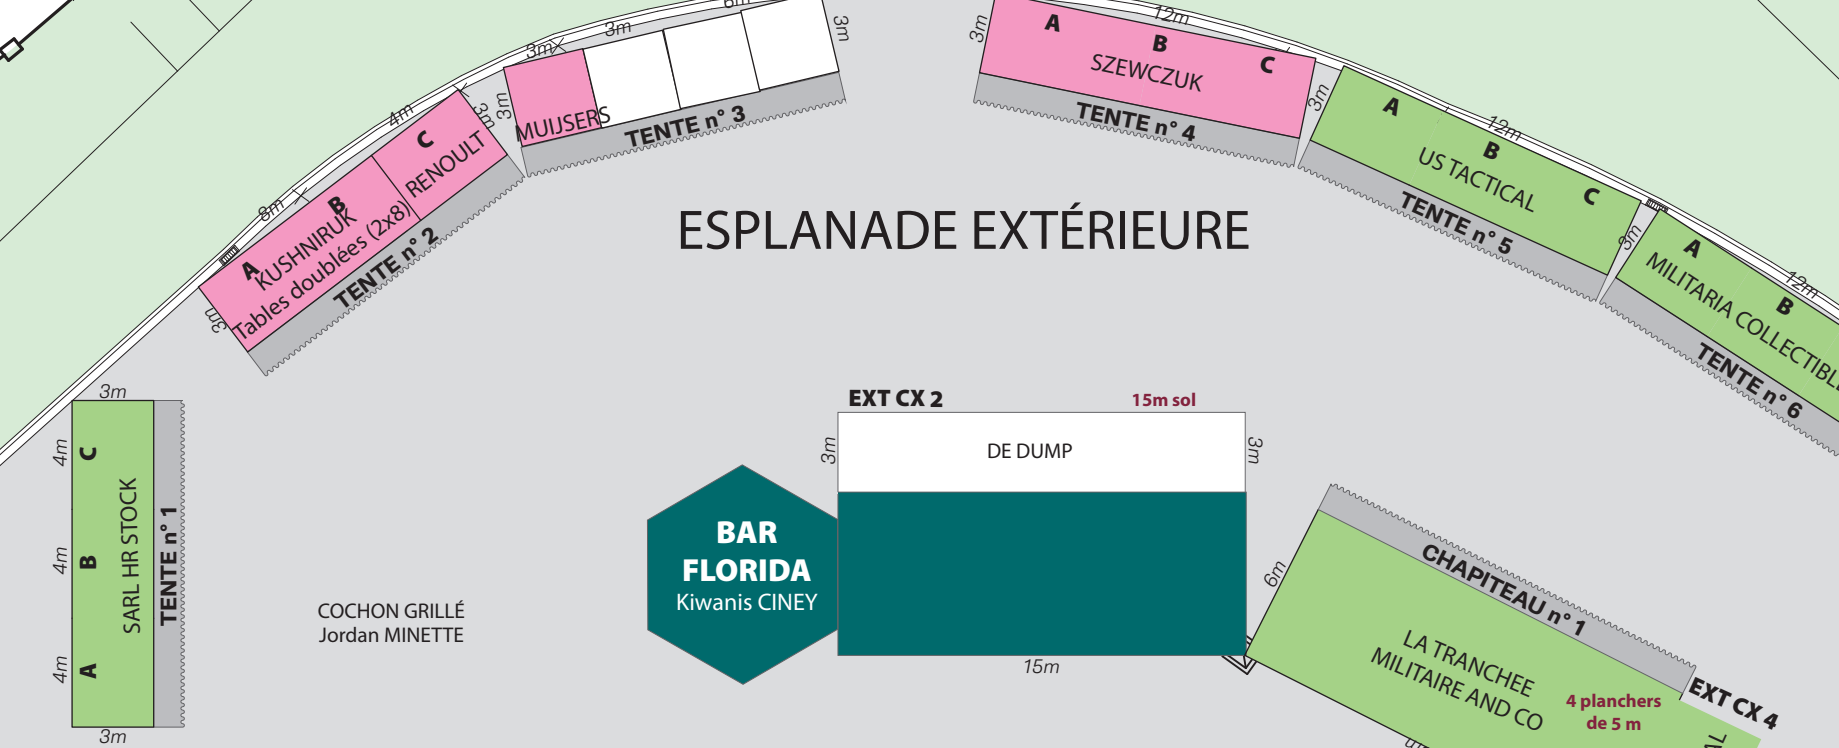 3m
6m
3m
3m
3m
MUIJSERS
TENTE n° 3
4m
3m
C
RENOULT
8m
B
A
KUSHNIRUK
Tables doublées (2x8)
TENTE n° 2
3m
3m
12m
A
B
C
SZEWCZUK
TENTE n° 4
3m
12m
A
B
C
US TACTICAL
TENTE n° 5
3m
12m
A
B
MILITARIA COLLECTIBL
TENTE n° 6
ESPLANADE EXTÉRIEURE
3m
4m
C
4m
B
4m
A
SARL HR STOCK
TENTE n° 1
3m
COCHON GRILLÉ
Jordan MINETTE
EXT CX 2
15m sol
3m
DE DUMP
3m
BAR
FLORIDA
Kiwanis CINEY
15m
6m
CHAPITEAU n° 1
LA TRANCHEE
MILITAIRE AND CO
4 planchers
de 5 m
EXT CX 4